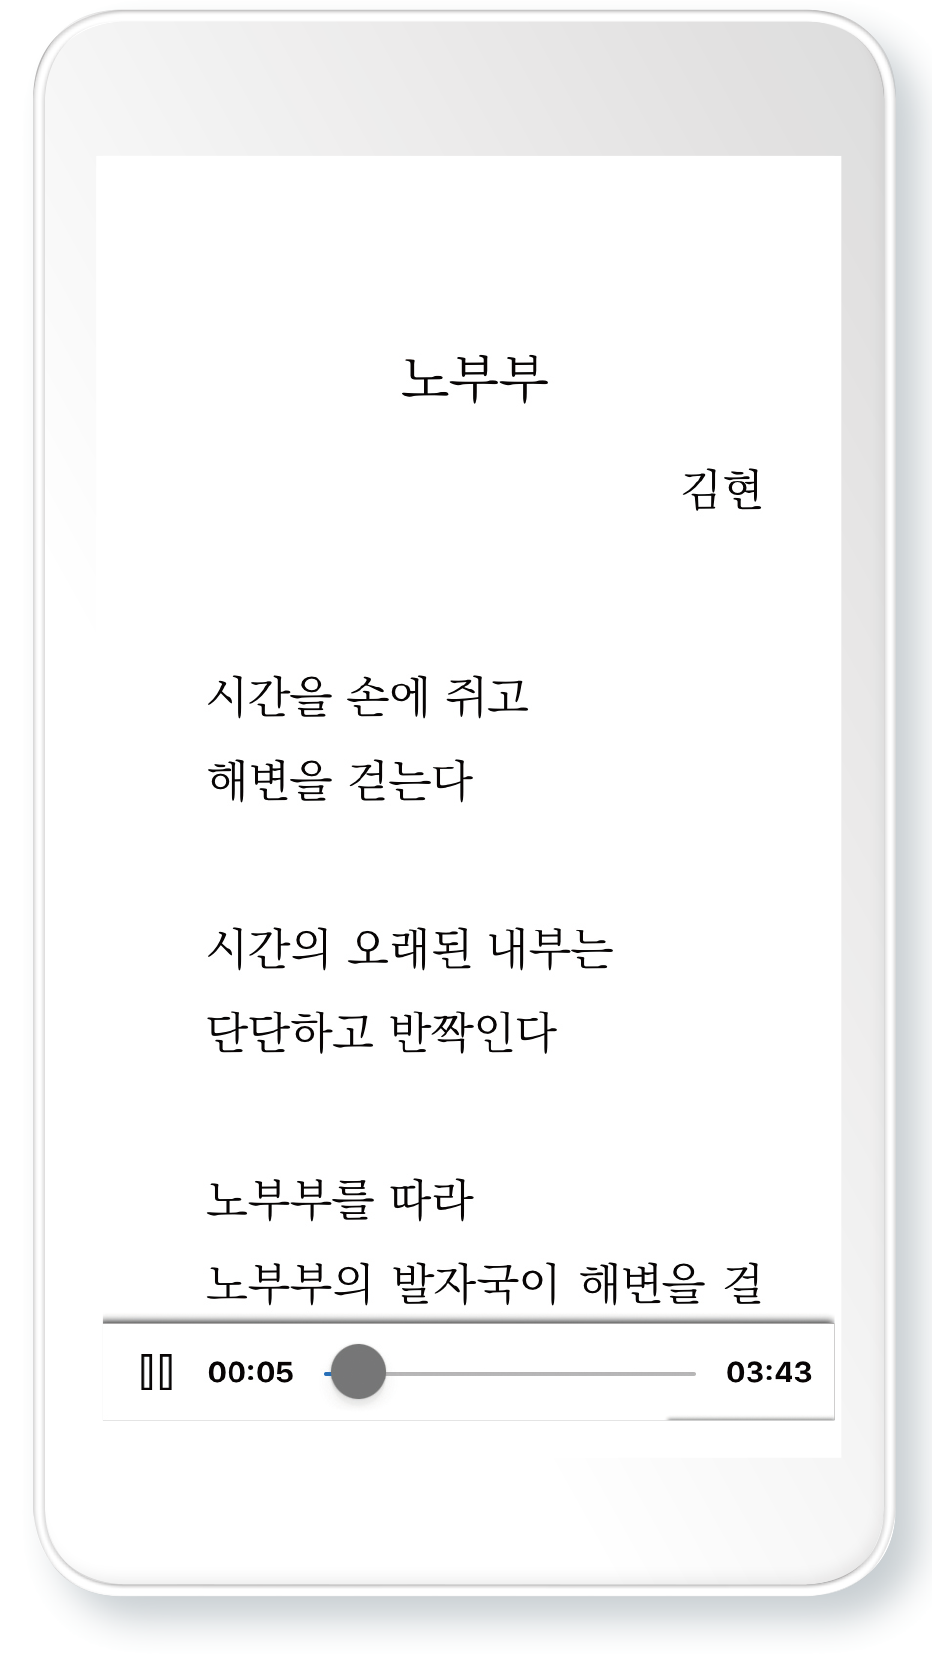 노부부
김현
시간을 손에 쥐고
해변을 걷는다
시간의 오래된 내부는
단단하고 반짝인다
노부부를 따라
노부부의 발자국이 해변을 걸
00:05
03:43